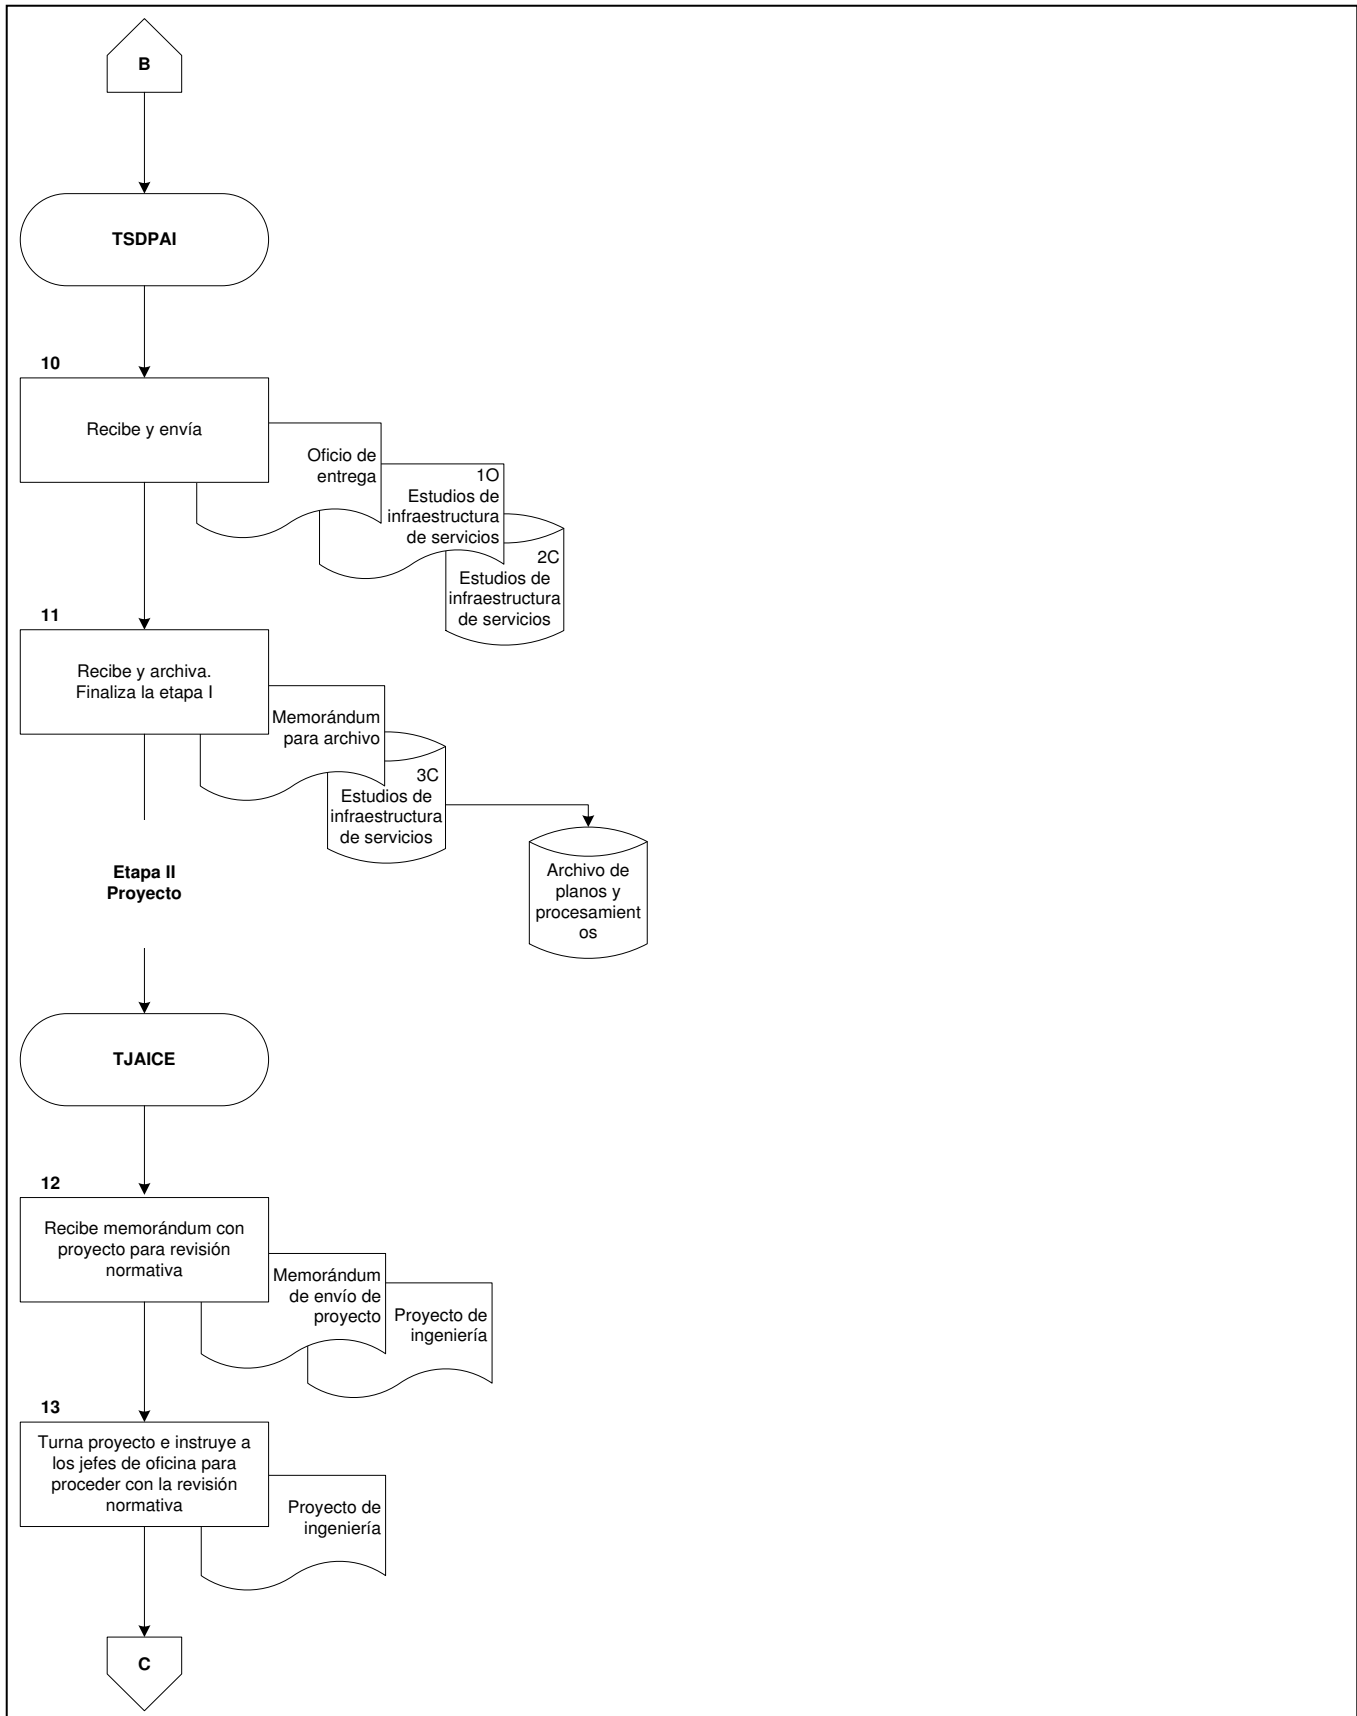 B
TSDPAI
10
Recibe y envía
Oficio de
entrega
1O
Estudios de
infraestructura
de servicios
2C
Estudios de
infraestructura
de servicios
11
Recibe y archiva.
Finaliza la etapa I
Memorándum
para archivo
3C
Estudios de
infraestructura
de servicios
Archivo de
planos y
procesamient
os
Etapa II
Proyecto
TJAICE
12
Recibe memorándum con
proyecto para revisión
normativa
Memorándum
de envío de
proyecto
Proyecto de
ingeniería
13
Turna proyecto e instruye a
los jefes de oficina para
proceder con la revisión
normativa
Proyecto de
ingeniería
C